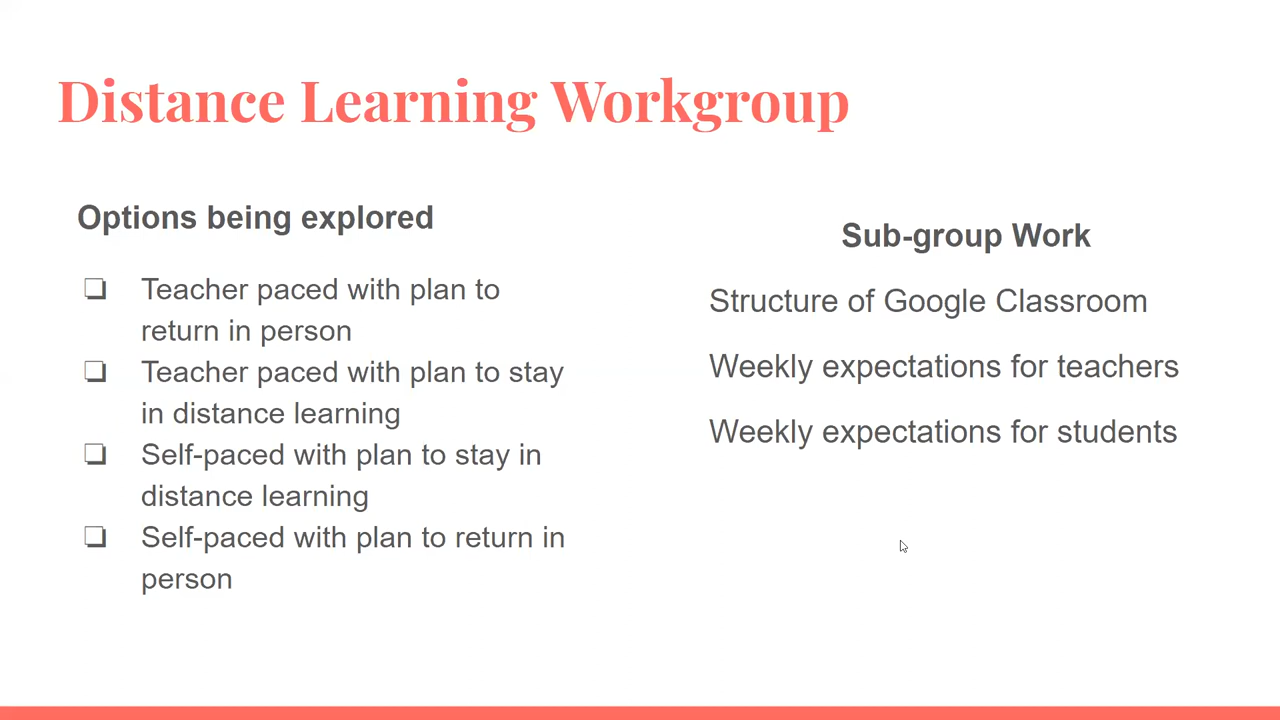 Distance Learning Workgroup
Options being explored
❏ Teacher paced with plan to
return in person
❏ Teacher paced with plan to stay
in distance learning
❏ Self-paced with plan to stay in
distance learning
❏ Self-paced with plan to return in
person
Sub-group Work
Structure of Google Classroom
Weekly expectations for teachers
Weekly expectations for students